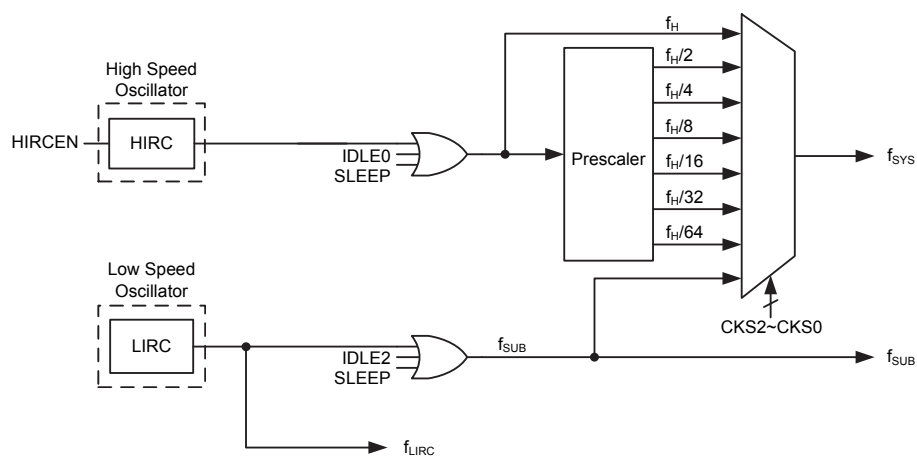 High Speed
Oscillator
HIRCEN
HIRC
IDLE0
SLEEP
Prescaler
fH
fH/2
fH/4
fH/8
fH/16
fH/32
fH/64
fSYS
CKS2~CKS0
Low Speed
Oscillator
LIRC
IDLE2
SLEEP
fSUB
fSUB
fLIRC